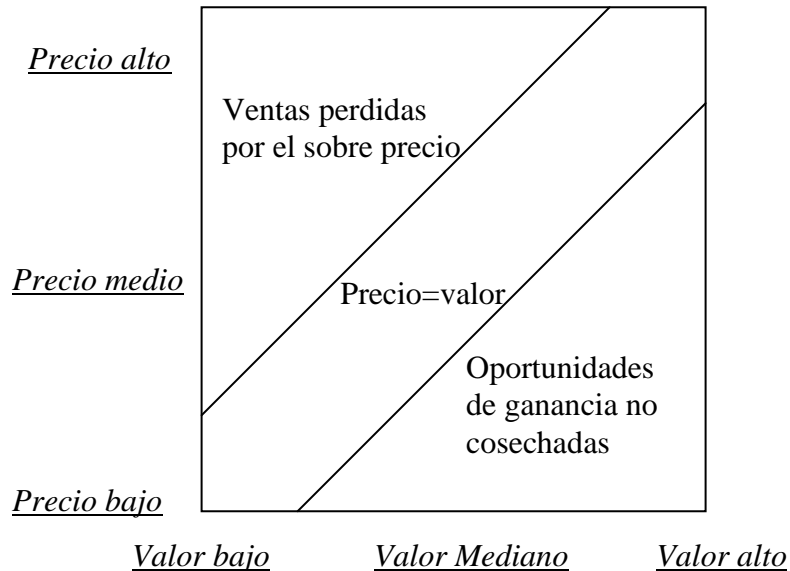 Precio alto
Ventas perdidas
por el sobre precio
Precio medio
Precio=valor
Oportunidades
de ganancia no
cosechadas
Precio bajo
Valor bajo Valor Mediano Valor alto